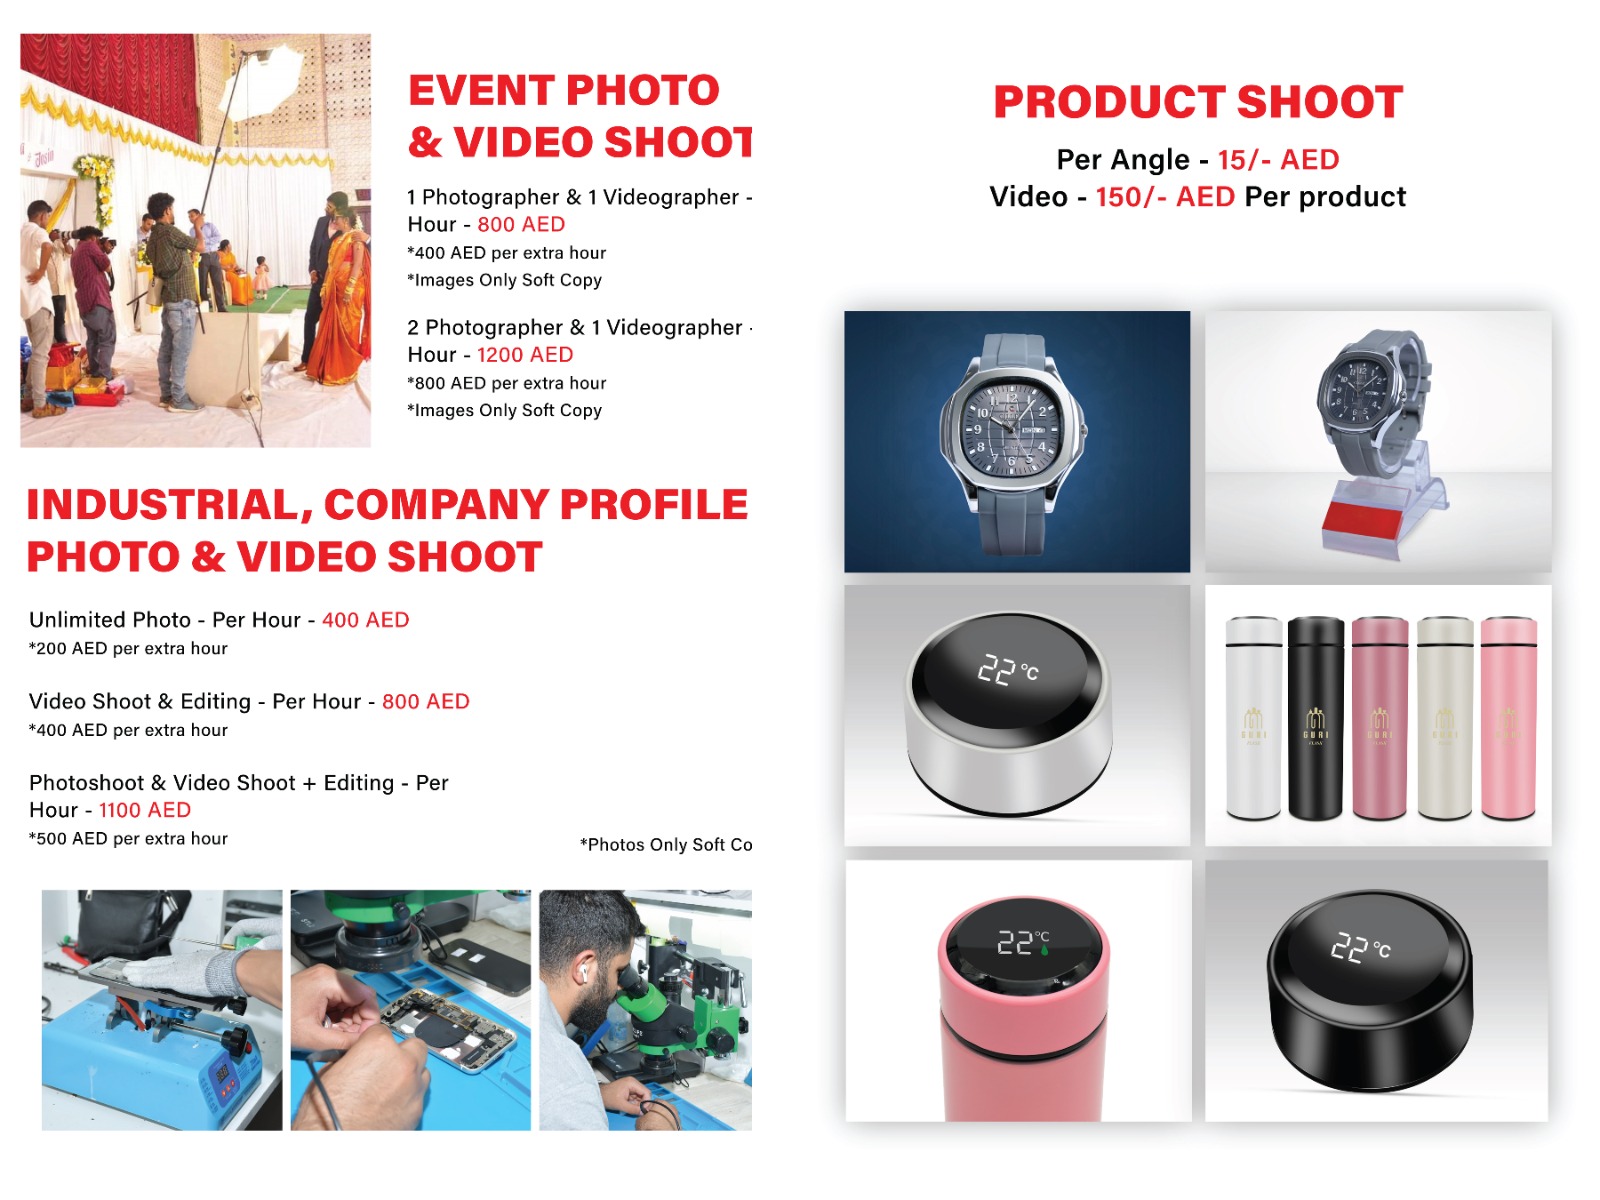 EVENT PHOTO
& VIDEO SHOOT
1 Photographer & 1 Videographer -
Hour - 800 AED
*400 AED per extra hour
*Images Only Soft Copy
2 Photographer & 1 Videographer -
Hour - 1200 AED
*800 AED per extra hour
*Images Only Soft Copy
INDUSTRIAL, COMPANY PROFILE
PHOTO & VIDEO SHOOT
Unlimited Photo - Per Hour - 400 AED
*200 AED per extra hour
Video Shoot & Editing - Per Hour - 800 AED
*400 AED per extra hour
Photoshoot & Video Shoot + Editing - Per
Hour - 1100 AED
*500 AED per extra hour
*Photos Only Soft Co
PRODUCT SHOOT
Per Angle - 15/- AED
Video - 150/- AED Per product
22 °C
GURI
GURI
GURI
GURI
GURI
22°C
22 °C